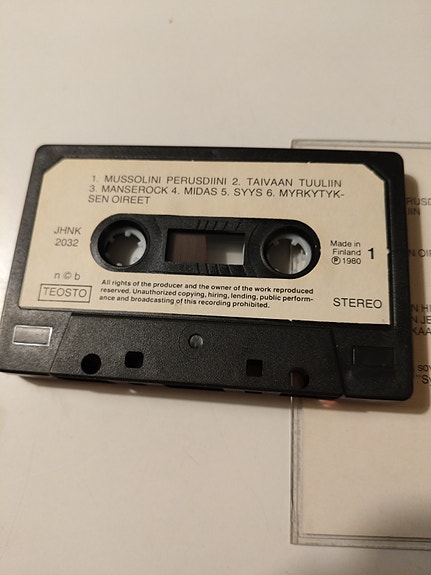 1. MUSSOLINI PERUSDIINI 2. TAIVAAN TUULIIN
3. MANSEROCK 4. MIDAS 5. SYYS 6. MYRKYTYK-
SEN OIREET
JHNK
2032
Made in
Finland
Ⓟ 1980
1
n © b
TEOSTO
All rights of the producer and the owner of the work reproduced
reserved. Unauthorized copying, hiring, lending, public perform-
ance and broadcasting of this recording prohibited.
STEREO